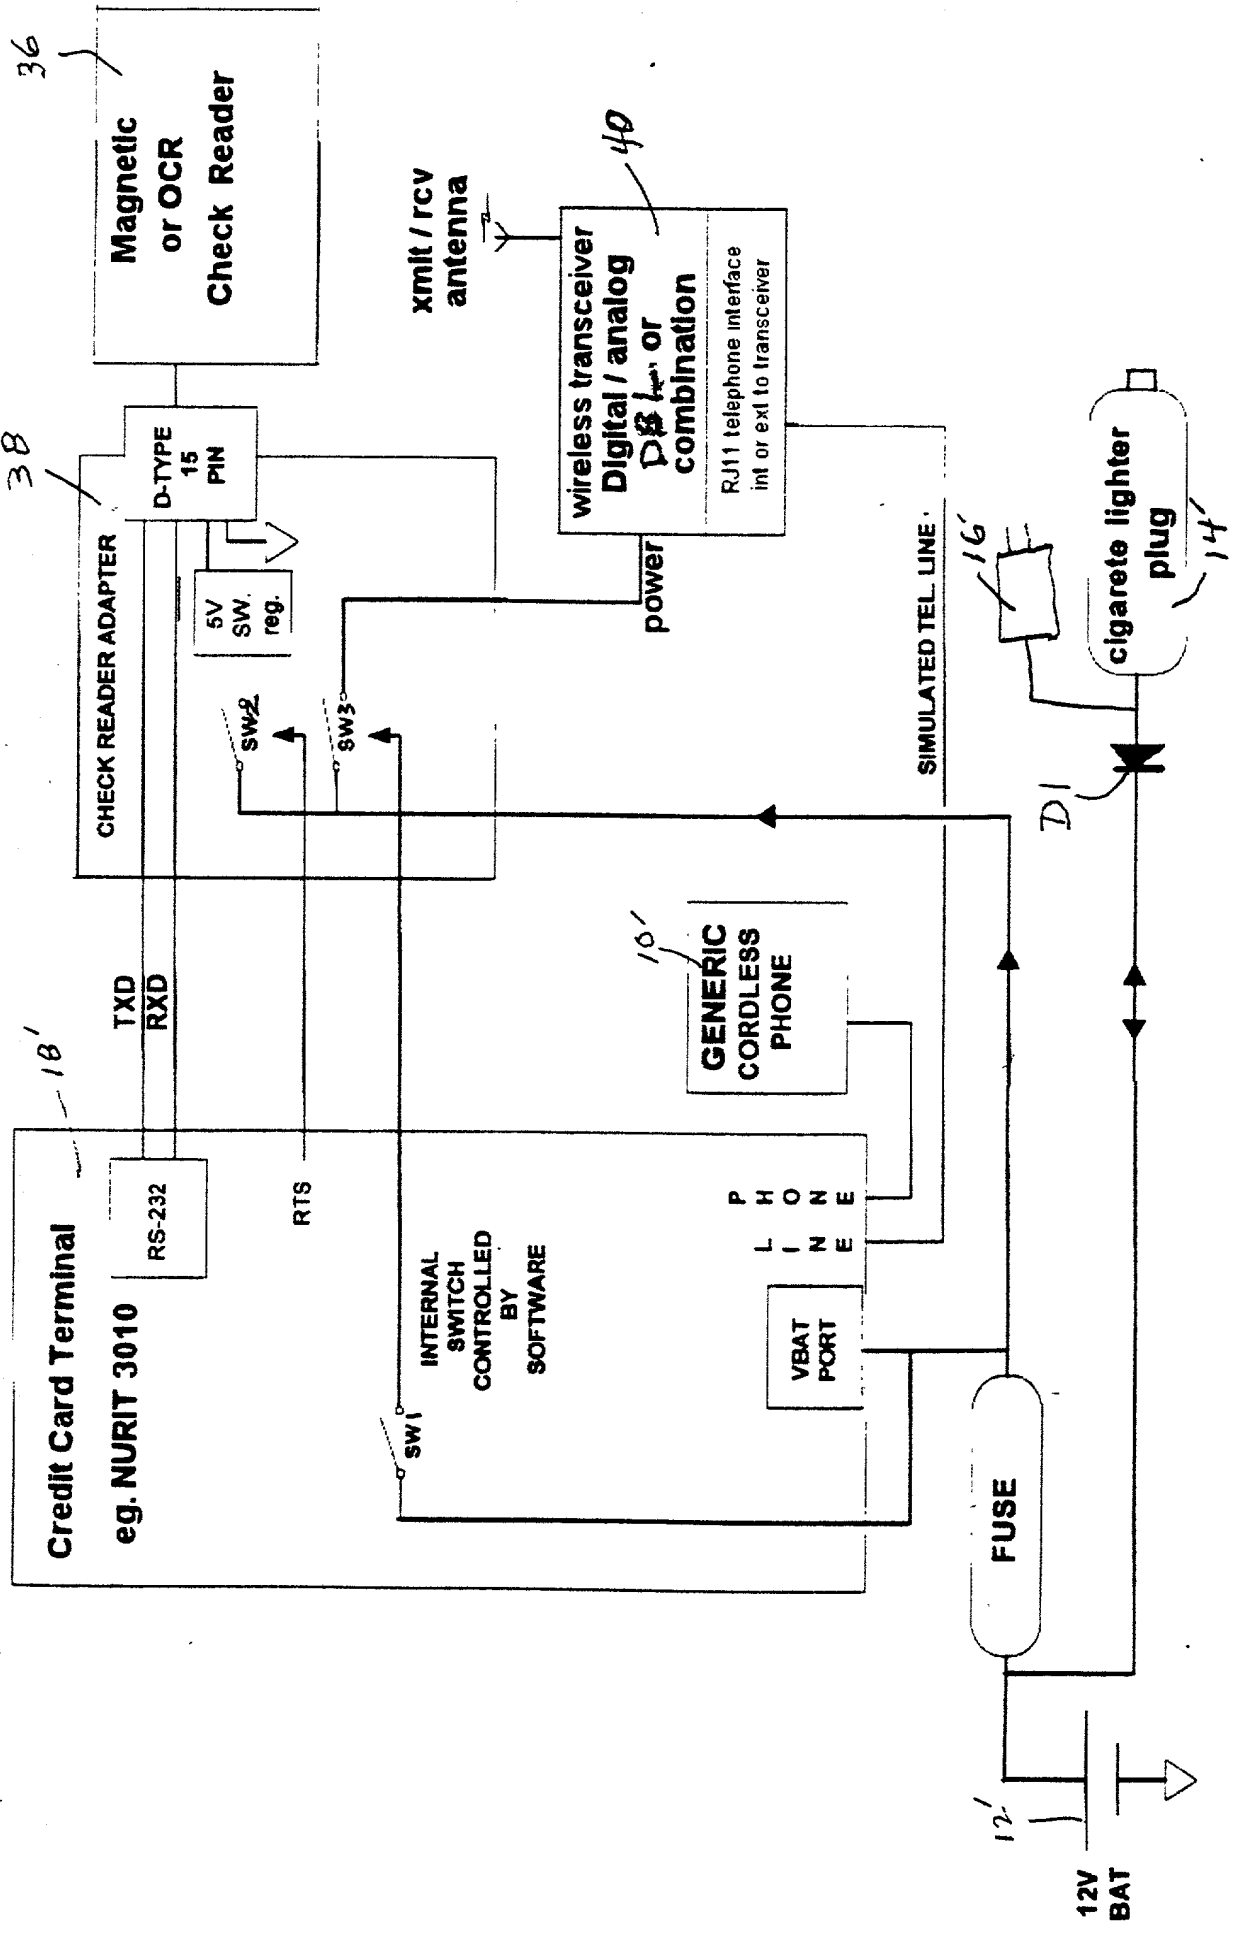 Credit Card Terminal
eg. NURIT 3010
18'
RS-232
TXD
RXD
RTS
INTERNAL
SWITCH
CONTROLLED
BY
SOFTWARE
SW1
VBAT
PORT
LINE
PHONE
CHECK READER ADAPTER
38
D-TYPE
15
PIN
5V
SW.
reg.
SW2
SW3
36
Magnetic
or OCR
Check Reader
xmit / rcv
antenna
40
wireless transceiver
Digital / analog
or
combination
RJ11 telephone interface
int or ext to transceiver
power
SIMULATED TEL. LINE
10'
GENERIC
CORDLESS
PHONE
16'
cigarete lighter
plug
14'
D1
FUSE
12'
12V
BAT